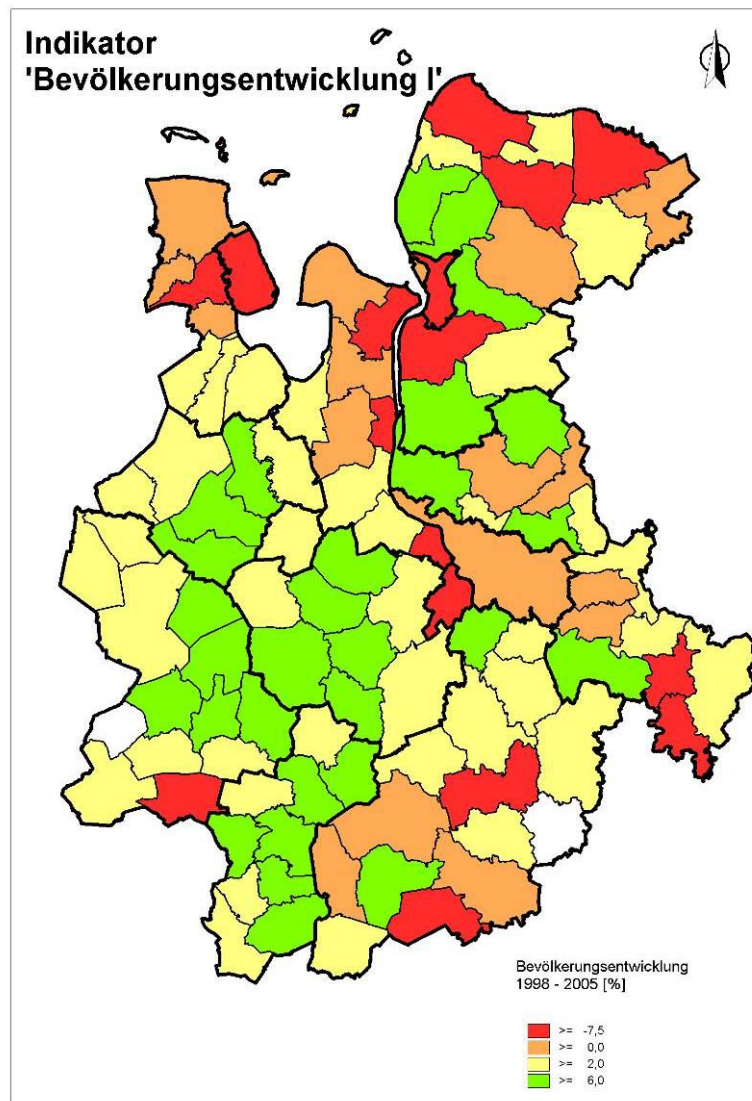 Indikator
'Bevölkerungsentwicklung I'
Bevölkerungsentwicklung
1998 - 2005 [%]
>= -7,5
>= 0,0
>= 2,0
>= 6,0